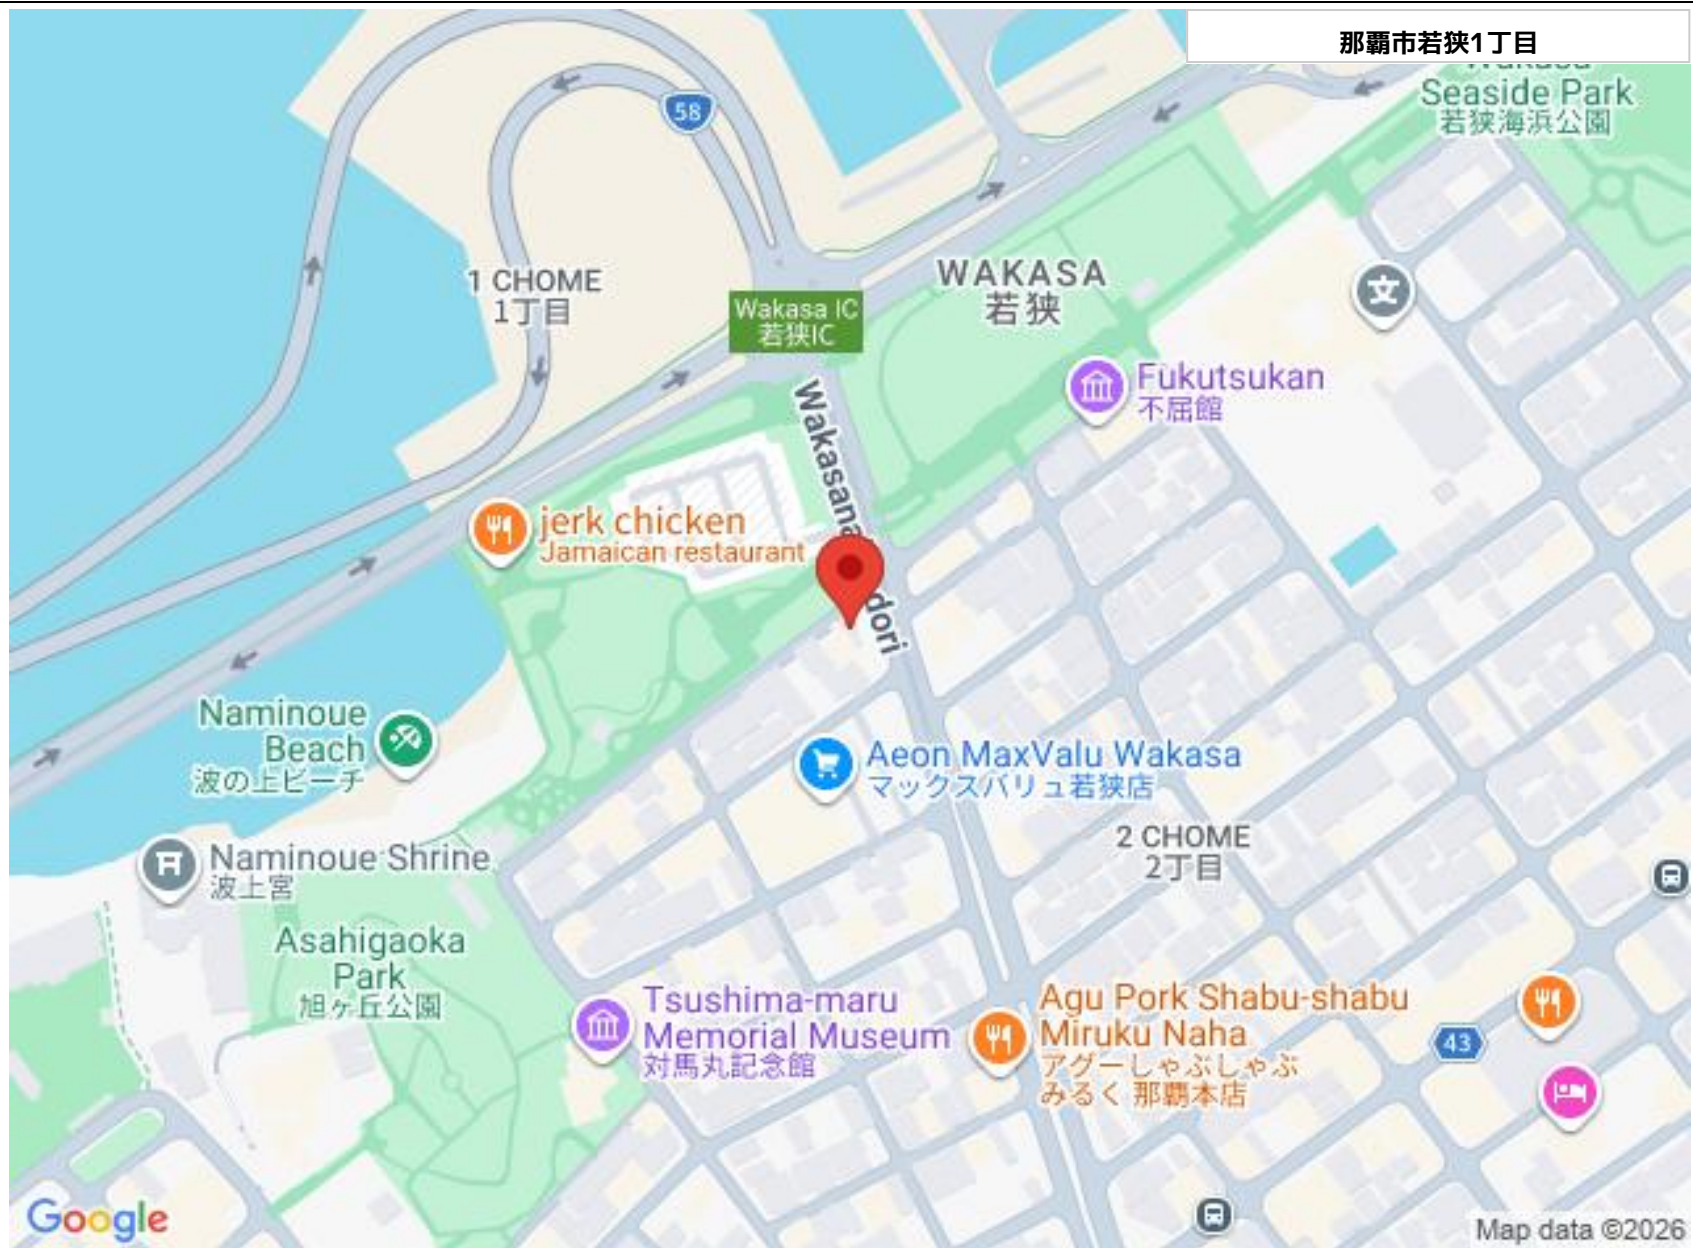 那覇市若狭1丁目
Seaside Park
若狭海浜公園
58
1 CHOME
1丁目
Wakasa IC
若狭IC
WAKASA
若狭
文
Fukutsukan
不屈館
jerk chicken
Jamaican restaurant
dori
Naminoue
Beach
波の上ビーチ
Aeon MaxValu Wakasa
マックスバリュ若狭店
2 CHOME
2丁目
Naminoue Shrine
波上宮
Asahigaoka
Park
旭ヶ丘公園
Tsushima-maru
Memorial Museum
対馬丸記念館
Agu Pork Shabu-shabu
Miruku Naha
アグーしゃぶしゃぶ
みるく 那覇本店
43
Google
Map data ©2026